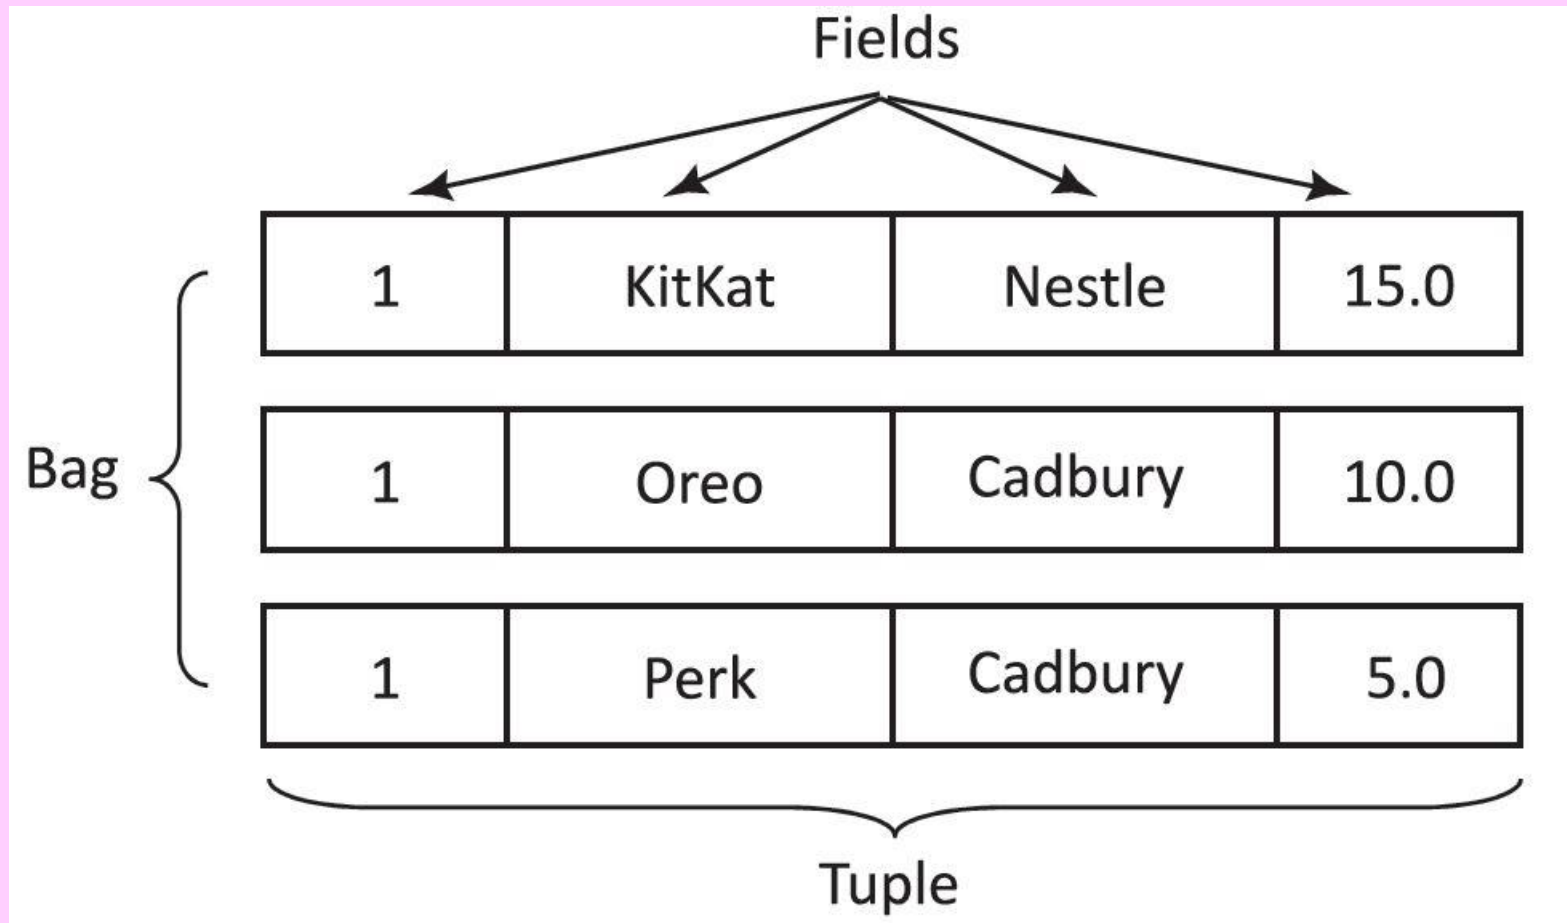 Fields
1 KitKat Nestle 15.0
Bag
1 Oreo Cadbury 10.0
1 Perk Cadbury 5.0
Tuple